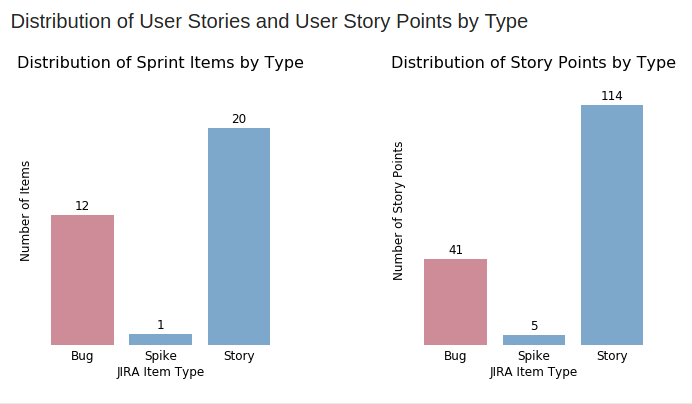 Distribution of User Stories and User Story Points by Type
Distribution of Sprint Items by Type
Number of Items
12
1
20
Bug Spike Story
JIRA Item Type
Distribution of Story Points by Type
Number of Story Points
41
5
114
Bug Spike Story
JIRA Item Type